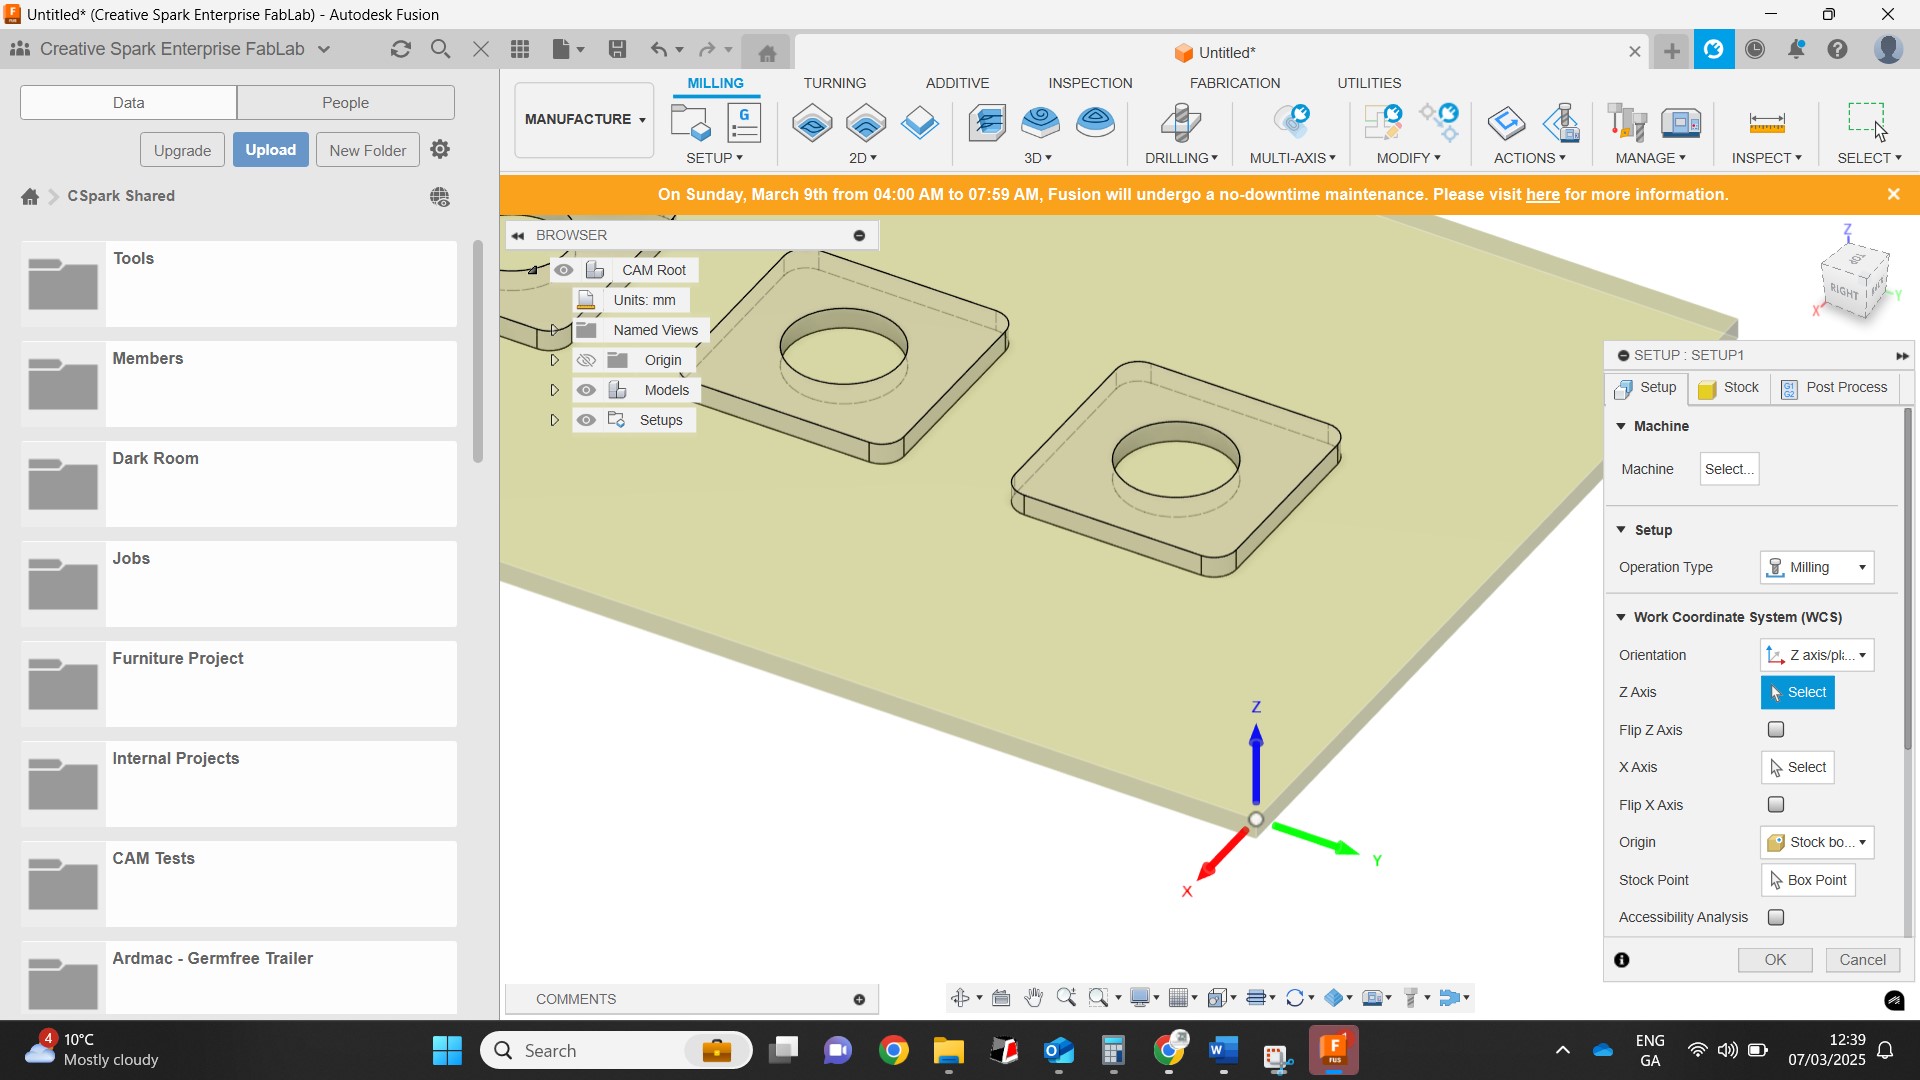 Untitled* (Creative Spark Enterprise FabLab) - Autodesk Fusion
Creative Spark Enterprise FabLab
Untitled*
Data
People
Upgrade
Upload
New Folder
CSpark Shared
Tools
Members
Dark Room
Jobs
Furniture Project
Internal Projects
CAM Tests
Ardmac - Germfree Trailer
MANUFACTURE
MILLING
TURNING
ADDITIVE
INSPECTION
FABRICATION
UTILITIES
SETUP
2D
3D
DRILLING
MULTI-AXIS
MODIFY
ACTIONS
MANAGE
INSPECT
SELECT
On Sunday, March 9th from 04:00 AM to 07:59 AM, Fusion will undergo a no-downtime maintenance. Please visit here for more information.
BROWSER
CAM Root
Units: mm
Named Views
Origin
Models
Setups
Z
Y
X
TOP
RIGHT
Z
Y
X
SETUP : SETUP1
Setup
Stock
Post Process
Machine
Machine
Select...
Setup
Operation Type
Milling
Work Coordinate System (WCS)
Orientation
Z axis/pl...
Z Axis
Select
Flip Z Axis
X Axis
Select
Flip X Axis
Origin
Stock bo...
Stock Point
Box Point
Accessibility Analysis
OK
Cancel
COMMENTS
4
10°C
Mostly cloudy
Search
ENG
GA
12:39
07/03/2025